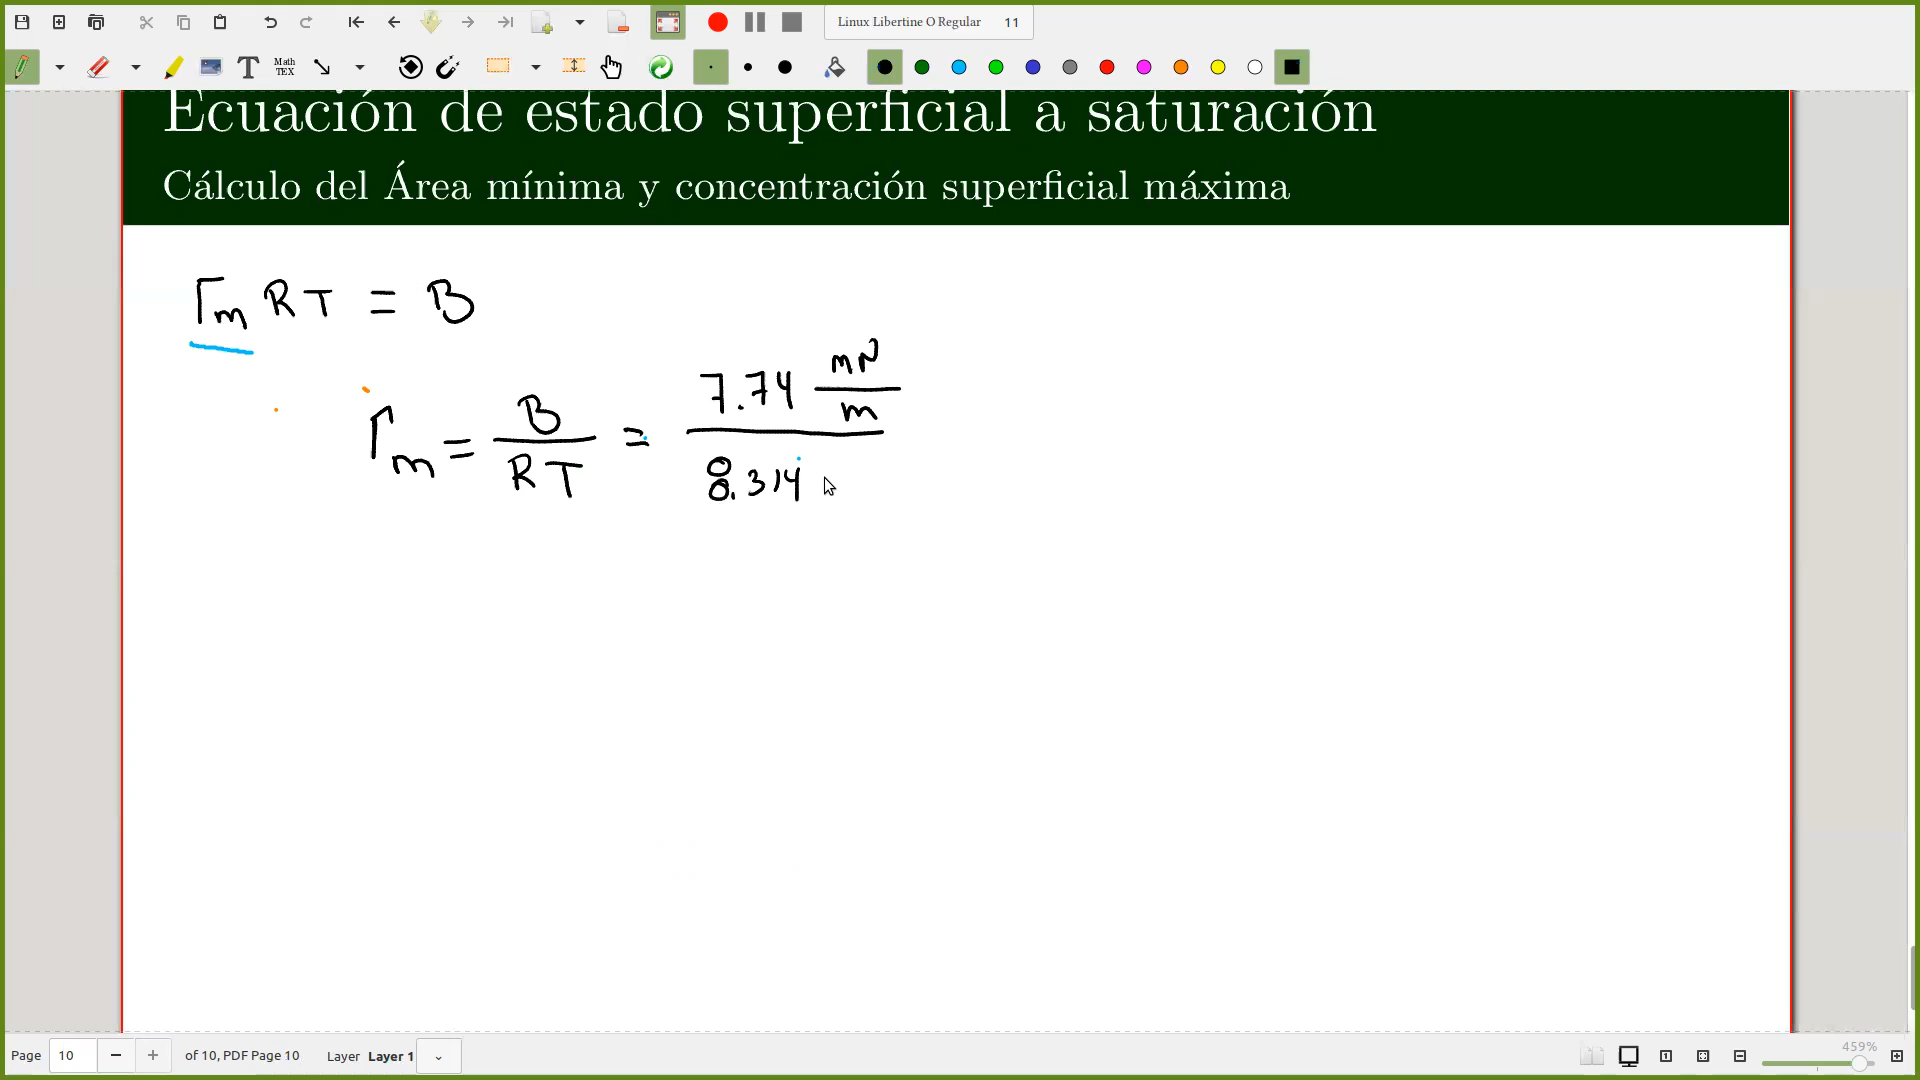 Linux Libertine O Regular 11
T Math TEX
Ecuación de estado superficial a saturación
Cálculo del Área mínima y concentración superficial máxima
Γm RT = B
Γm = B / RT = 7.74 mN / m / 8.314
459%
Page 10 of 10, PDF Page 10 Layer Layer 1